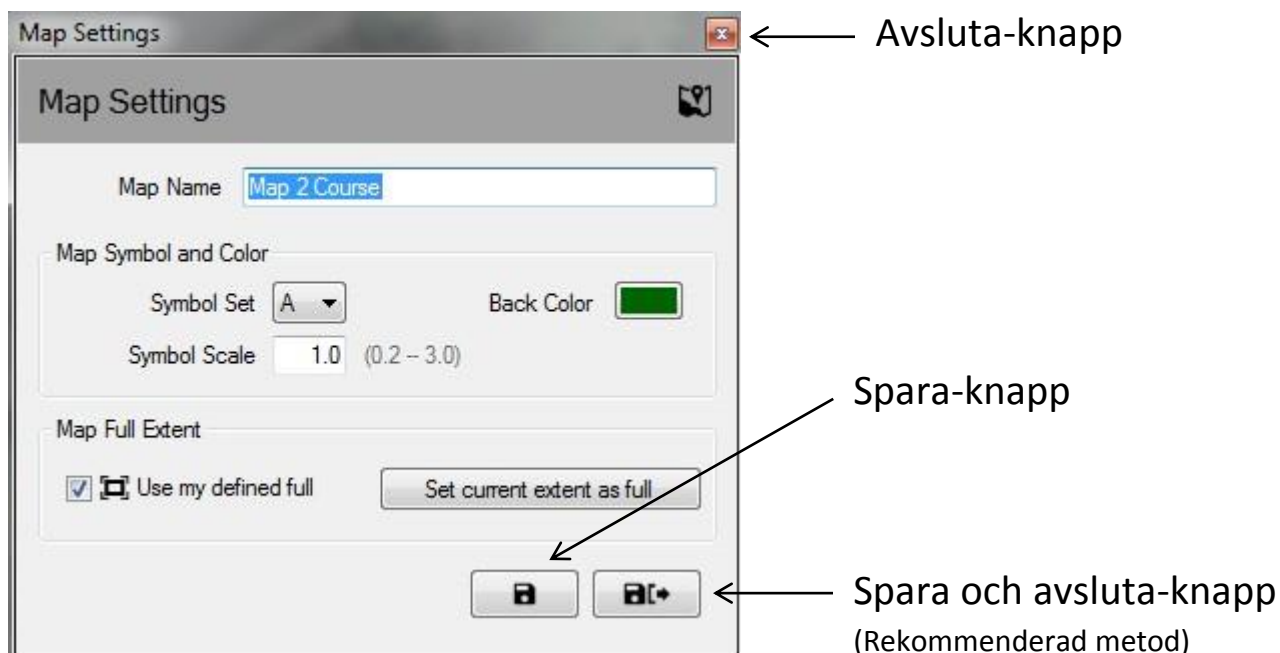 Map Settings
Avsluta-knapp
Map Settings
Map Name Map 2 Course
Map Symbol and Color
Symbol Set A Back Color
Symbol Scale 1.0 (0.2 – 3.0)
Spara-knapp
Map Full Extent
Use my defined full Set current extent as full
Spara och avsluta-knapp
(Rekommenderad metod)